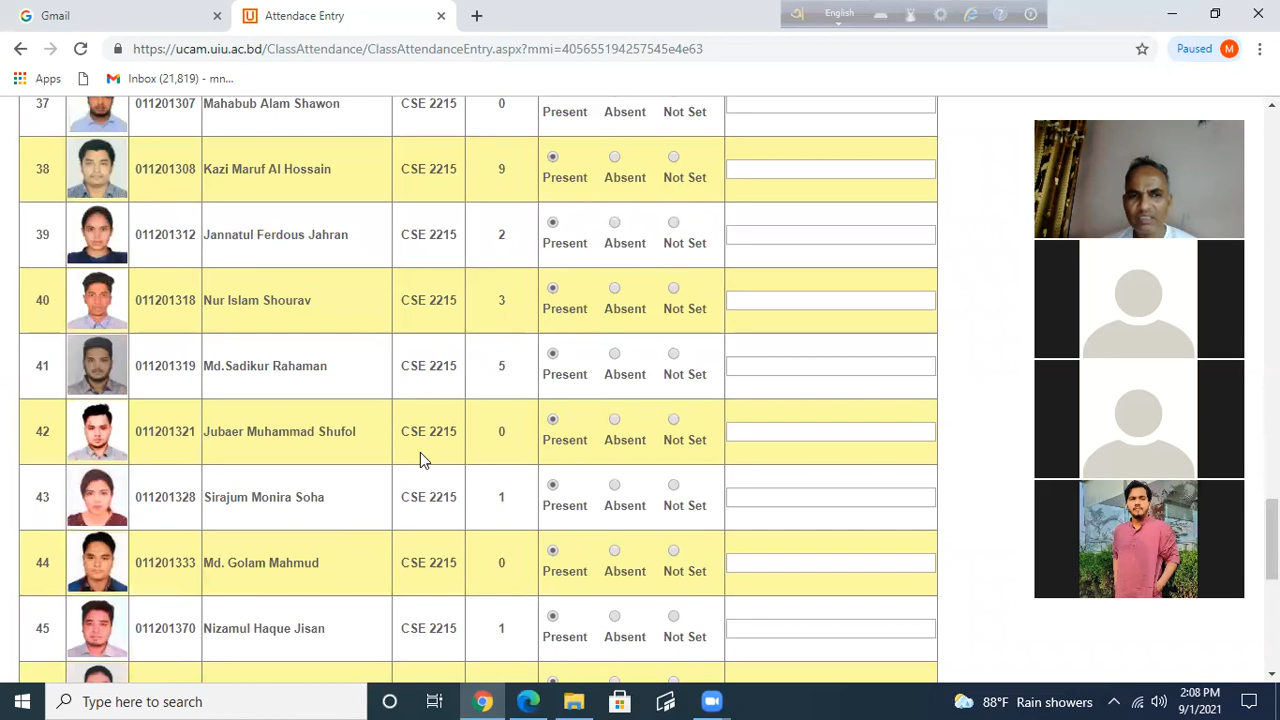 Gmail
Attendace Entry
English
https://ucam.uiu.ac.bd/ClassAttendance/ClassAttendanceEntry.aspx?mmi=405655194257545e4e63
Paused
M
Apps
Inbox (21,819) - mn...
37 011201307 Mahabub Alam Shawon CSE 2215 0 Present Absent Not Set
38 011201308 Kazi Maruf Al Hossain CSE 2215 9 Present Absent Not Set
39 011201312 Jannatul Ferdous Jahran CSE 2215 2 Present Absent Not Set
40 011201318 Nur Islam Shourav CSE 2215 3 Present Absent Not Set
41 011201319 Md.Sadikur Rahaman CSE 2215 5 Present Absent Not Set
42 011201321 Jubaer Muhammad Shufol CSE 2215 0 Present Absent Not Set
43 011201328 Sirajum Monira Soha CSE 2215 1 Present Absent Not Set
44 011201333 Md. Golam Mahmud CSE 2215 0 Present Absent Not Set
45 011201370 Nizamul Haque Jisan CSE 2215 1 Present Absent Not Set
Type here to search
88°F Rain showers
2:08 PM
9/1/2021